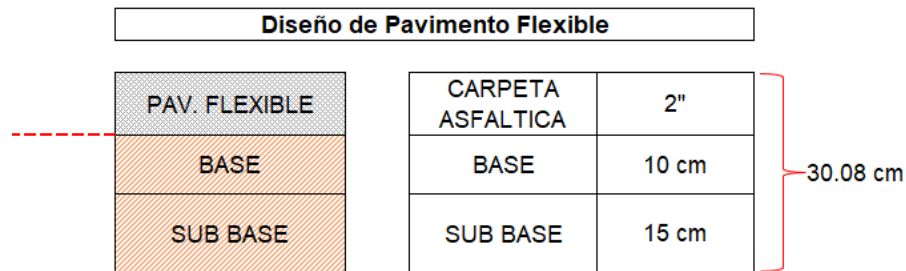 Diseño de Pavimento Flexible
PAV. FLEXIBLE
CARPETA
ASFALTICA
2"
BASE
BASE
10 cm
30.08 cm
SUB BASE
SUB BASE
15 cm